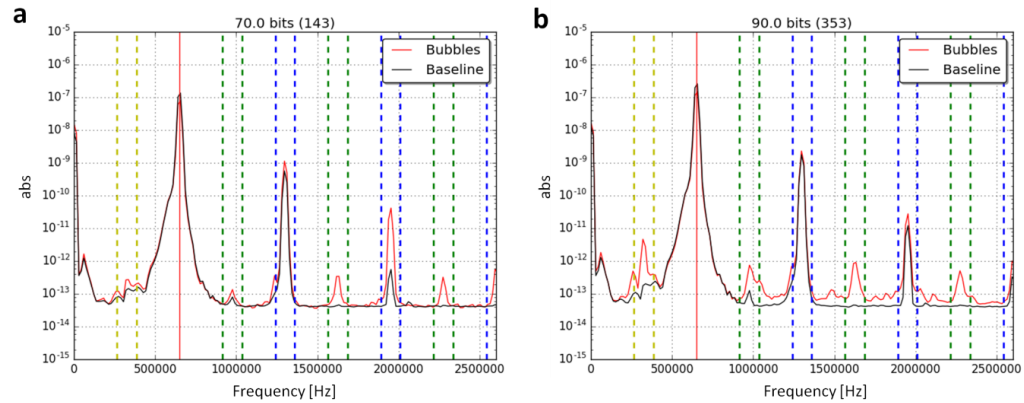 a
70.0 bits (143)
10-5
10-6
10-7
10-8
10-9
10-10
10-11
10-12
10-13
10-14
10-15
abs
Bubbles
Baseline
0 500000 1000000 1500000 2000000 2500000
Frequency [Hz]
b
90.0 bits (353)
10-5
10-6
10-7
10-8
10-9
10-10
10-11
10-12
10-13
10-14
10-15
abs
Bubbles
Baseline
0 500000 1000000 1500000 2000000 2500000
Frequency [Hz]